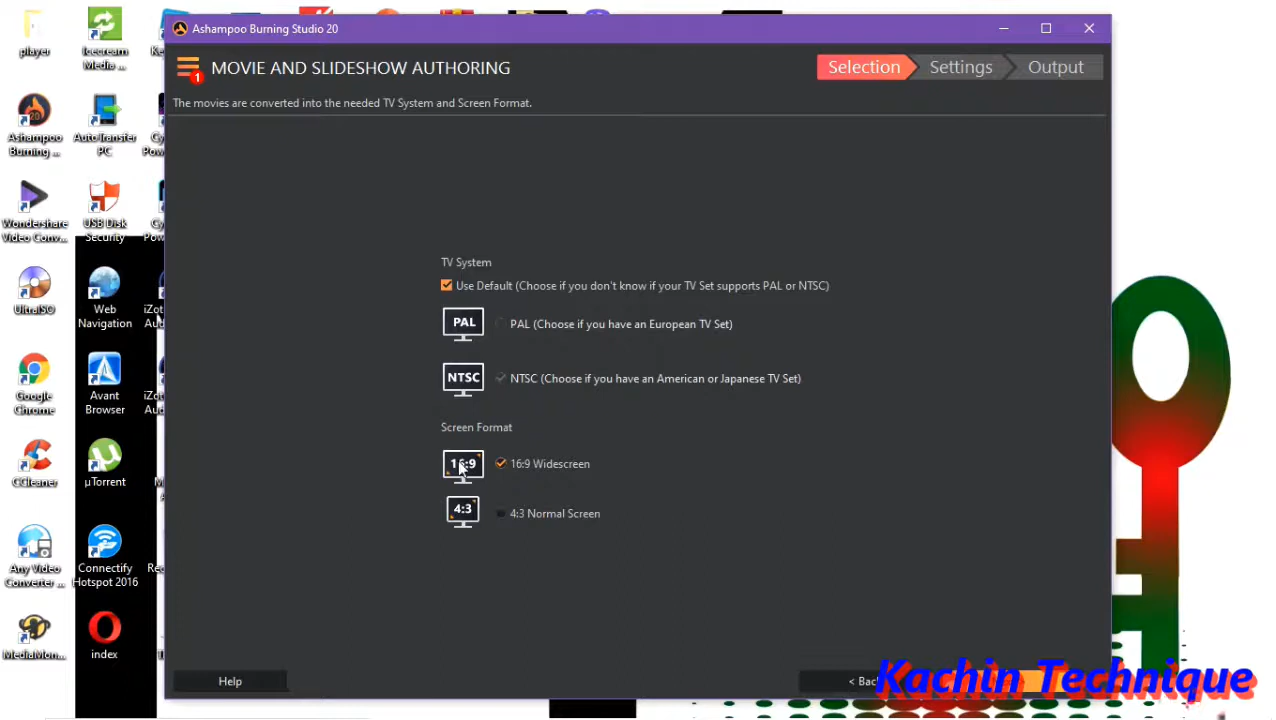 Ashampoo Burning Studio 20
MOVIE AND SLIDESHOW AUTHORING
1
Selection
Settings
Output
The movies are converted into the needed TV System and Screen Format.
TV System
Use Default (Choose if you don't know if your TV Set supports PAL or NTSC)
PAL
PAL (Choose if you have an European TV Set)
NTSC
NTSC (Choose if you have an American or Japanese TV Set)
Screen Format
16:9
16:9 Widescreen
4:3
4:3 Normal Screen
Help
< Back
Kachin Technique
player
Icecream
Media ...
Ashampoo
Burning ...
AutoTransfer
PC
Wondershare
Video Conv...
USB Disk
Security
UltraISO
Web
Navigation
Google
Chrome
Avant
Browser
CCleaner
µTorrent
Any Video
Converter ...
Connectify
Hotspot 2016
MediaMon...
index